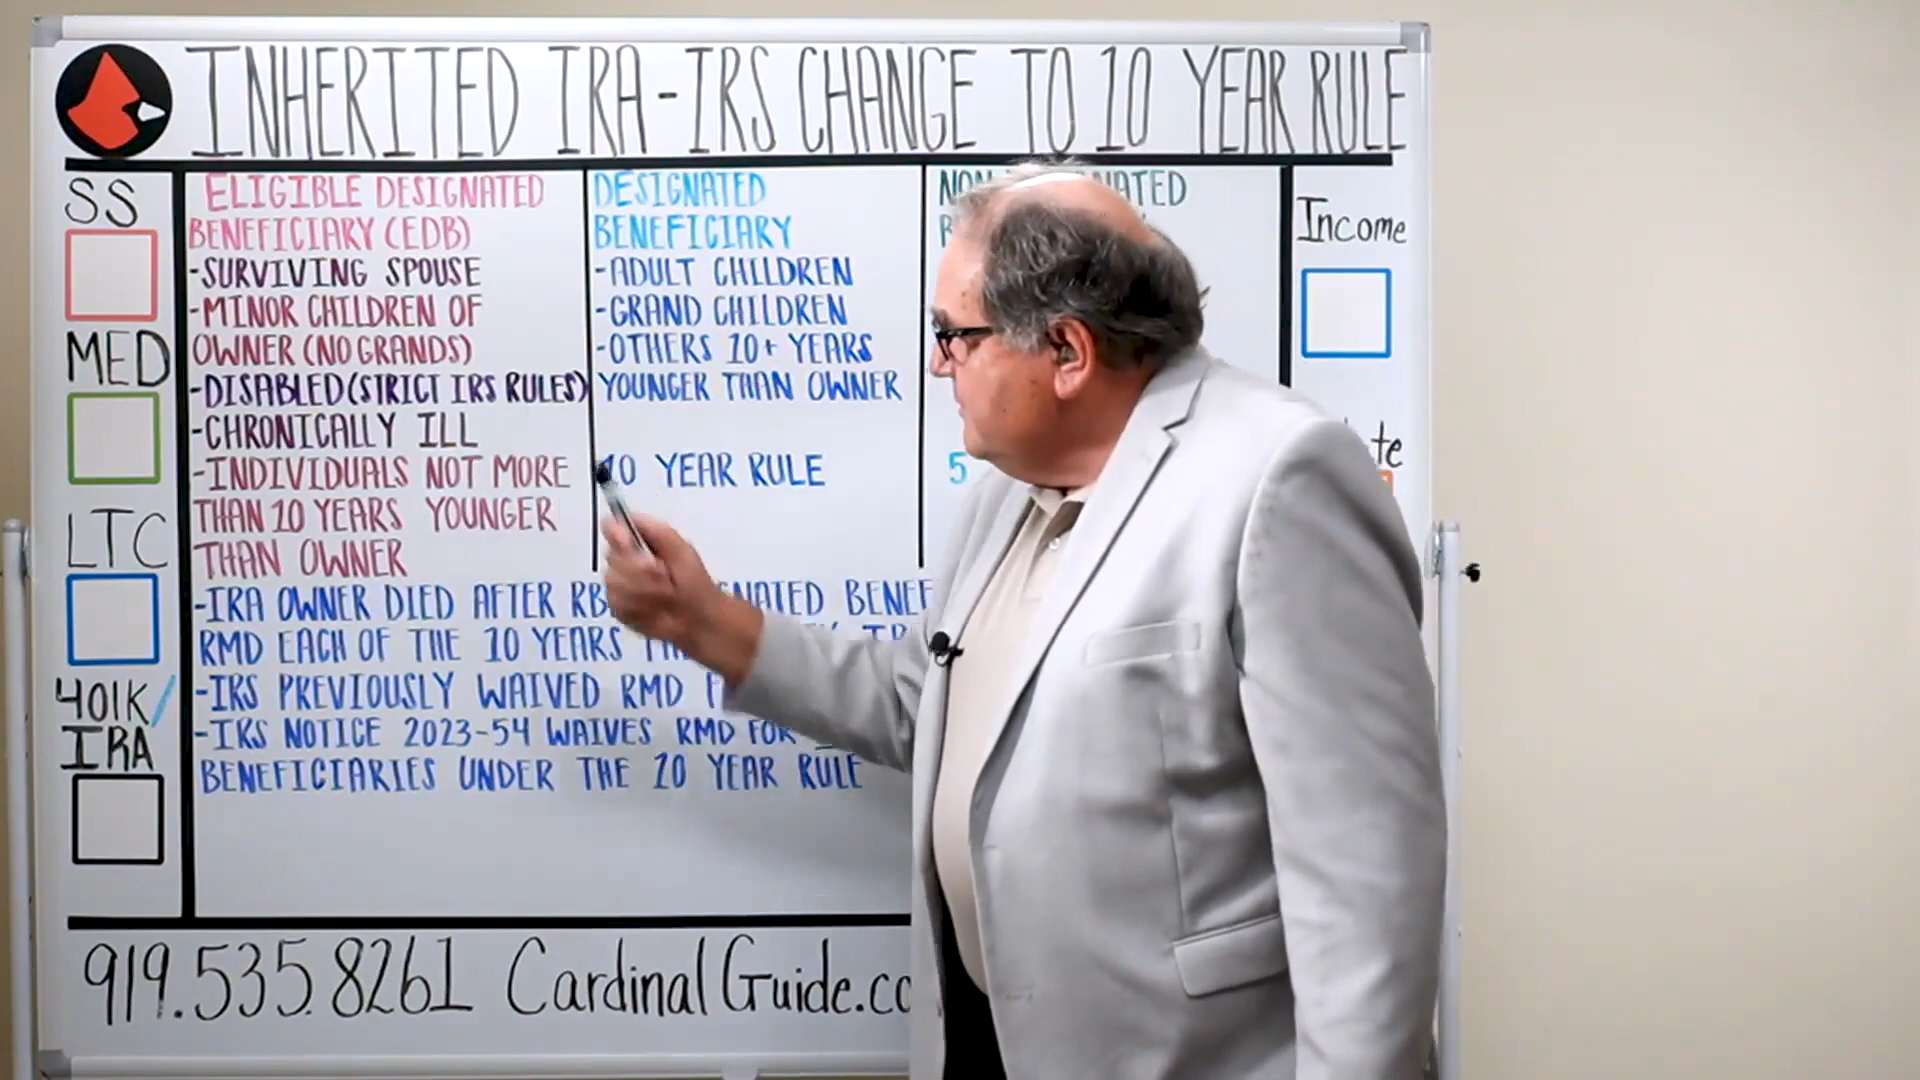 INHERITED IRA-IRS CHANGE TO 10 YEAR RULE
SS
MED
LTC
401K/
IRA
ELIGIBLE DESIGNATED
BENEFICIARY (EDB)
-SURVIVING SPOUSE
-MINOR CHILDREN OF
OWNER (NO GRANDS)
-DISABLED (STRICT IRS RULES)
-CHRONICALLY ILL
-INDIVIDUALS NOT MORE
THAN 10 YEARS YOUNGER
THAN OWNER
DESIGNATED
BENEFICIARY
-ADULT CHILDREN
-GRAND CHILDREN
-OTHERS 10+ YEARS
YOUNGER THAN OWNER
10 YEAR RULE
5
Income
-IRA OWNER DIED AFTER
RMD EACH OF THE 10 YEARS
-IRS PREVIOUSLY WAIVED RMD
-IRS NOTICE 2023-54 WAIVES RMD FOR
BENEFICIARIES UNDER THE 10 YEAR RULE
919.535.8261 CardinalGuide.co